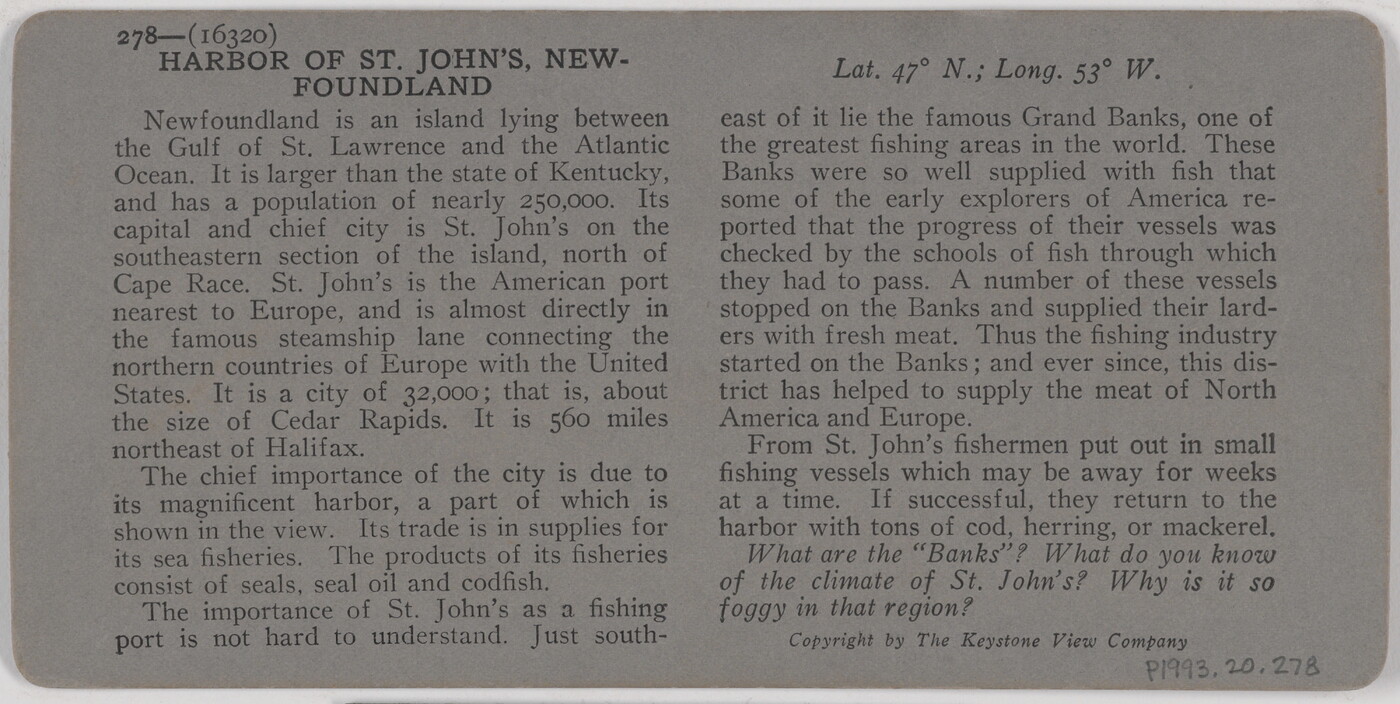 278—(16320)
HARBOR OF ST. JOHN'S, NEW-
FOUNDLAND
Newfoundland is an island lying between
the Gulf of St. Lawrence and the Atlantic
Ocean. It is larger than the state of Kentucky,
and has a population of nearly 250,000. Its
capital and chief city is St. John's on the
southeastern section of the island, north of
Cape Race. St. John's is the American port
nearest to Europe, and is almost directly in
the famous steamship lane connecting the
northern countries of Europe with the United
States. It is a city of 32,000; that is, about
the size of Cedar Rapids. It is 560 miles
northeast of Halifax.
The chief importance of the city is due to
its magnificent harbor, a part of which is
shown in the view. Its trade is in supplies for
its sea fisheries. The products of its fisheries
consist of seals, seal oil and codfish.
The importance of St. John's as a fishing
port is not hard to understand. Just south-
Lat. 47° N.; Long. 53° W.
east of it lie the famous Grand Banks, one of
the greatest fishing areas in the world. These
Banks were so well supplied with fish that
some of the early explorers of America re-
ported that the progress of their vessels was
checked by the schools of fish through which
they had to pass. A number of these vessels
stopped on the Banks and supplied their lard-
ers with fresh meat. Thus the fishing industry
started on the Banks; and ever since, this dis-
trict has helped to supply the meat of North
America and Europe.
From St. John's fishermen put out in small
fishing vessels which may be away for weeks
at a time. If successful, they return to the
harbor with tons of cod, herring, or mackerel.
What are the "Banks"? What do you know
of the climate of St. John's? Why is it so
foggy in that region?
Copyright by The Keystone View Company
P1993.20.278